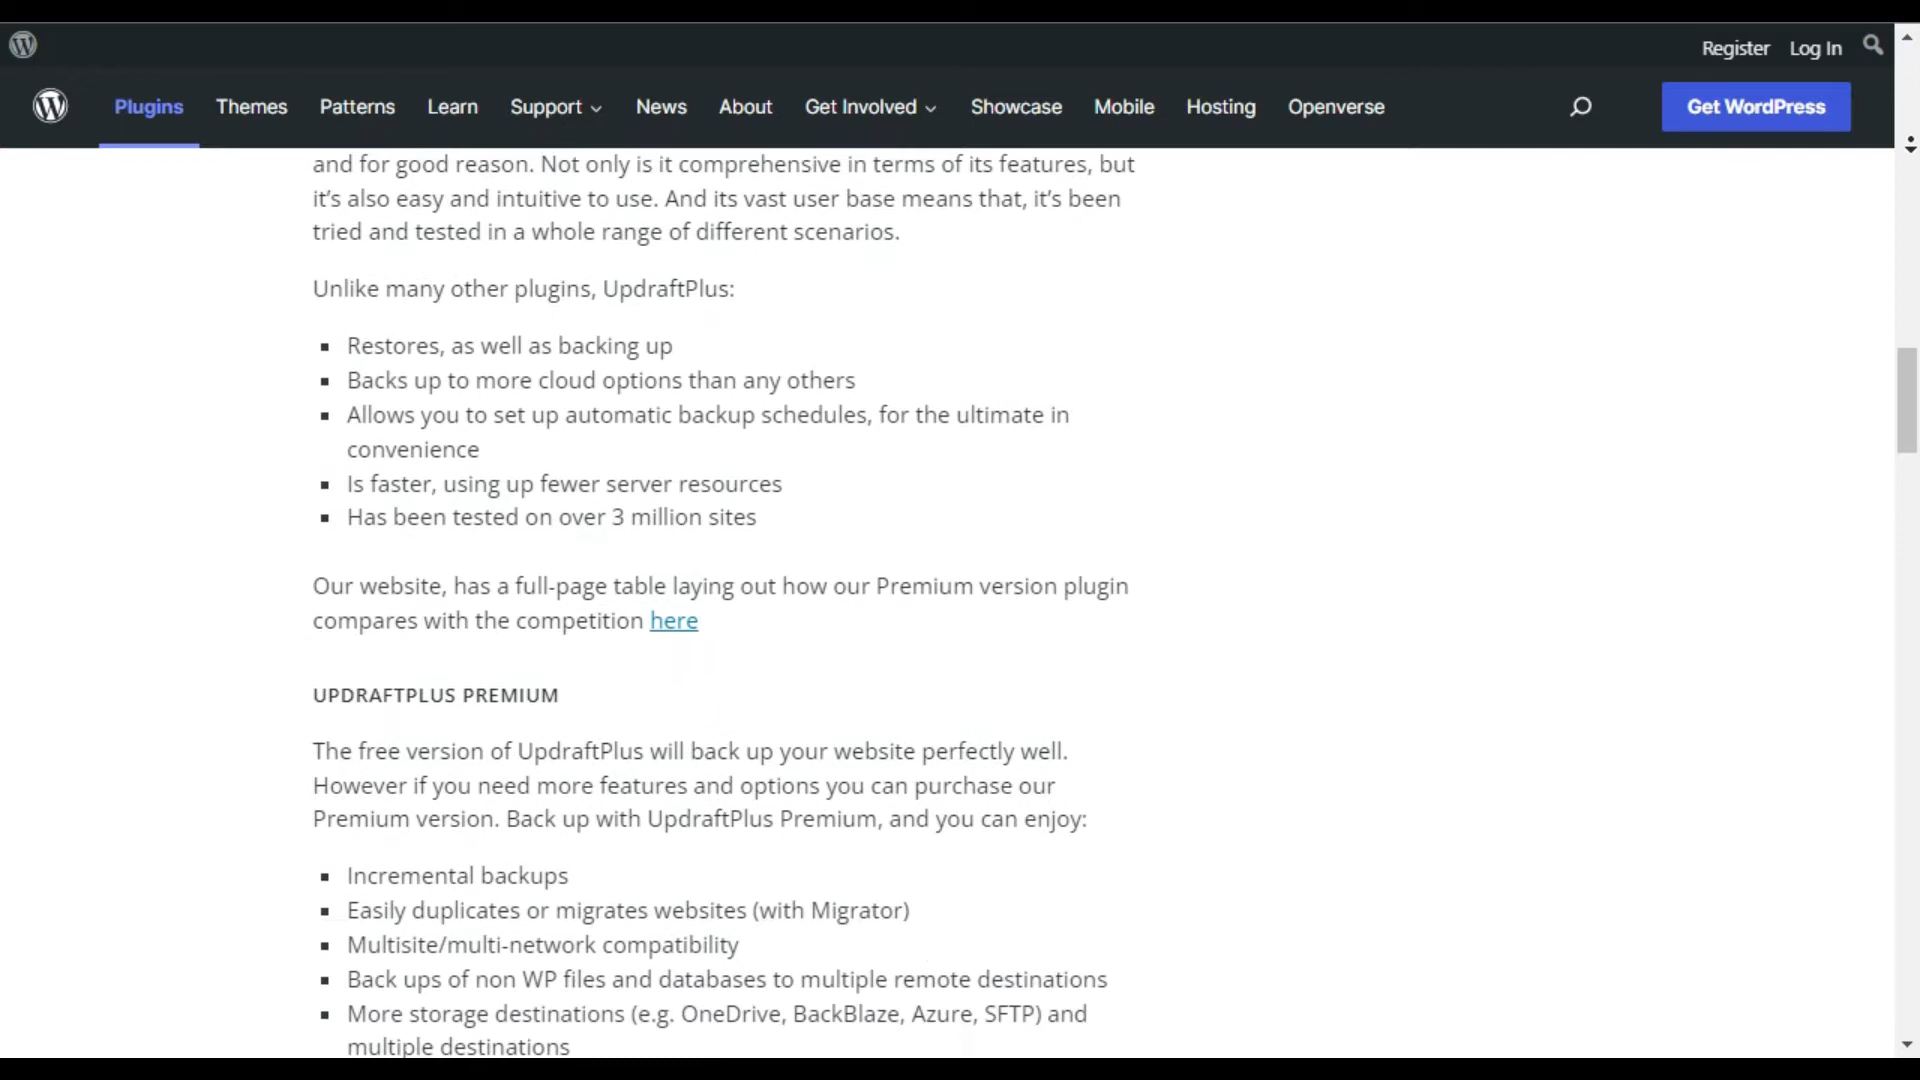 Register Log In
Plugins Themes Patterns Learn Support News About Get Involved Showcase Mobile Hosting Openverse Get WordPress
and for good reason. Not only is it comprehensive in terms of its features, but
it’s also easy and intuitive to use. And its vast user base means that, it’s been
tried and tested in a whole range of different scenarios.
Unlike many other plugins, UpdraftPlus:
▪ Restores, as well as backing up
▪ Backs up to more cloud options than any others
▪ Allows you to set up automatic backup schedules, for the ultimate in
convenience
▪ Is faster, using up fewer server resources
▪ Has been tested on over 3 million sites
Our website, has a full-page table laying out how our Premium version plugin
compares with the competition here
UPDRAFTPLUS PREMIUM
The free version of UpdraftPlus will back up your website perfectly well.
However if you need more features and options you can purchase our
Premium version. Back up with UpdraftPlus Premium, and you can enjoy:
▪ Incremental backups
▪ Easily duplicates or migrates websites (with Migrator)
▪ Multisite/multi-network compatibility
▪ Back ups of non WP files and databases to multiple remote destinations
▪ More storage destinations (e.g. OneDrive, BackBlaze, Azure, SFTP) and
multiple destinations